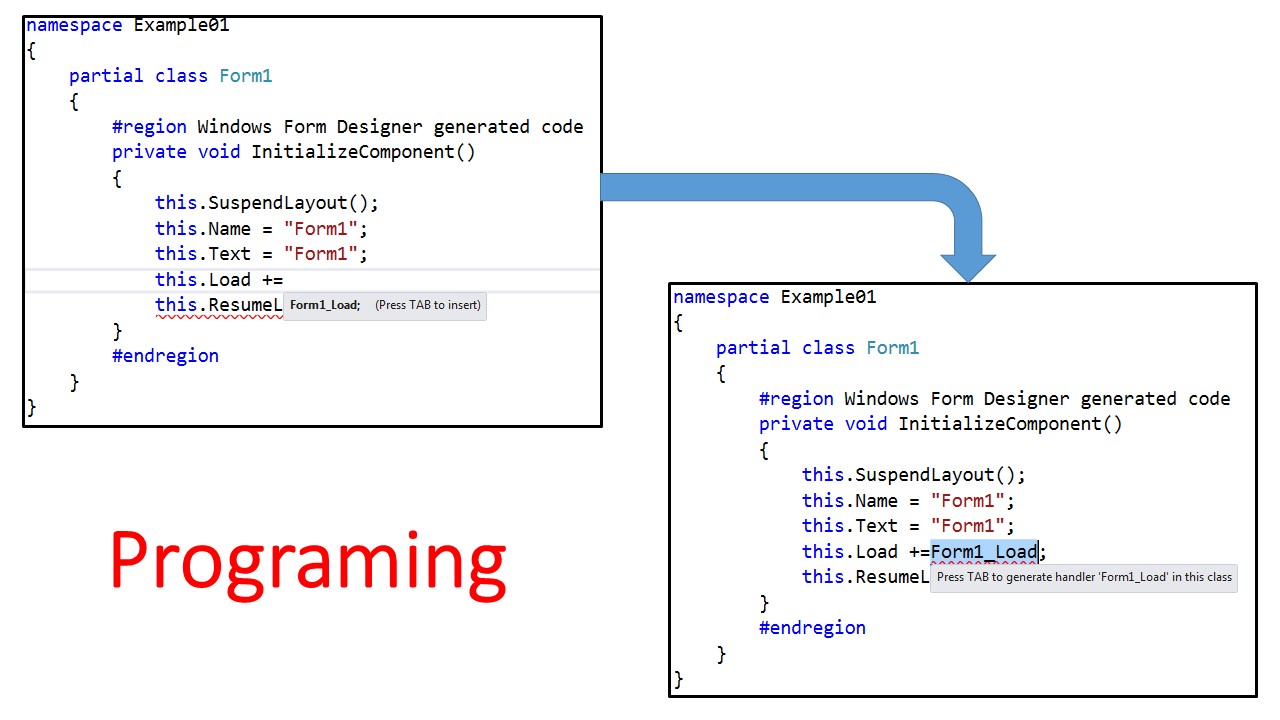 namespace Example01
{
    partial class Form1
    {
        #region Windows Form Designer generated code
        private void InitializeComponent()
        {
            this.SuspendLayout();
            this.Name = "Form1";
            this.Text = "Form1";
            this.Load +=
            this.ResumeL Form1_Load; (Press TAB to insert)
        }
        #endregion
    }
}
Programing
namespace Example01
{
    partial class Form1
    {
        #region Windows Form Designer generated code
        private void InitializeComponent()
        {
            this.SuspendLayout();
            this.Name = "Form1";
            this.Text = "Form1";
            this.Load +=Form1_Load;
            this.ResumeL Press TAB to generate handler 'Form1_Load' in this class
        }
        #endregion
    }
}